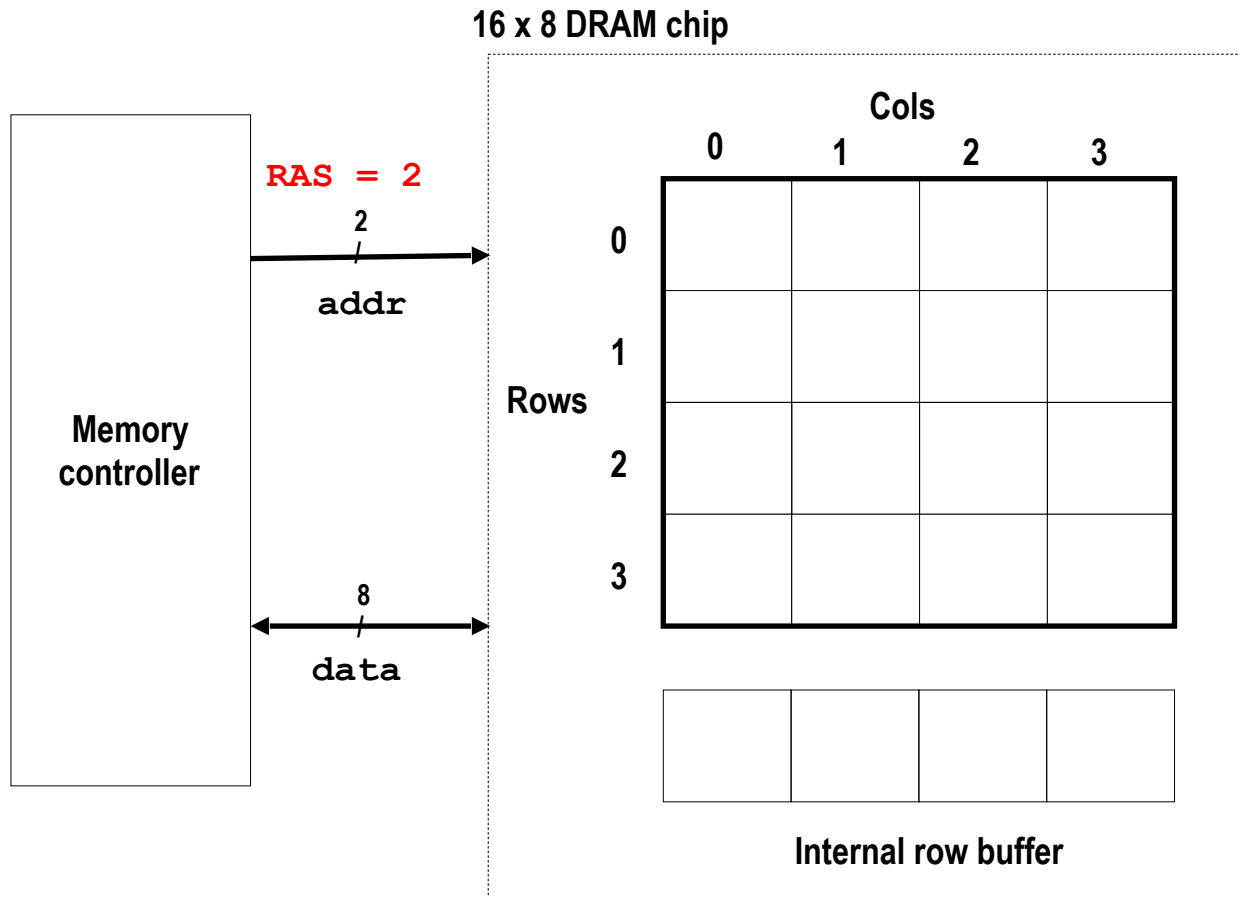 16 x 8 DRAM chip
Cols
0 1 2 3
RAS = 2
2
addr
0
1
Rows
2
3
Memory
controller
8
data
Internal row buffer